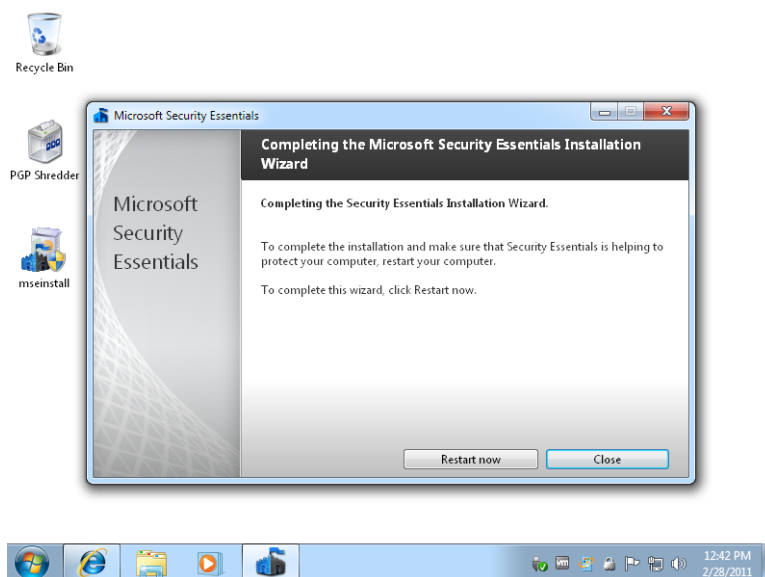 Recycle Bin
PGP Shredder
mseinstall
Microsoft Security Essentials
Completing the Microsoft Security Essentials Installation
Wizard
Microsoft
Security
Essentials
Completing the Security Essentials Installation Wizard.
To complete the installation and make sure that Security Essentials is helping to
protect your computer, restart your computer.
To complete this wizard, click Restart now.
Restart now
Close
12:42 PM
2/28/2011